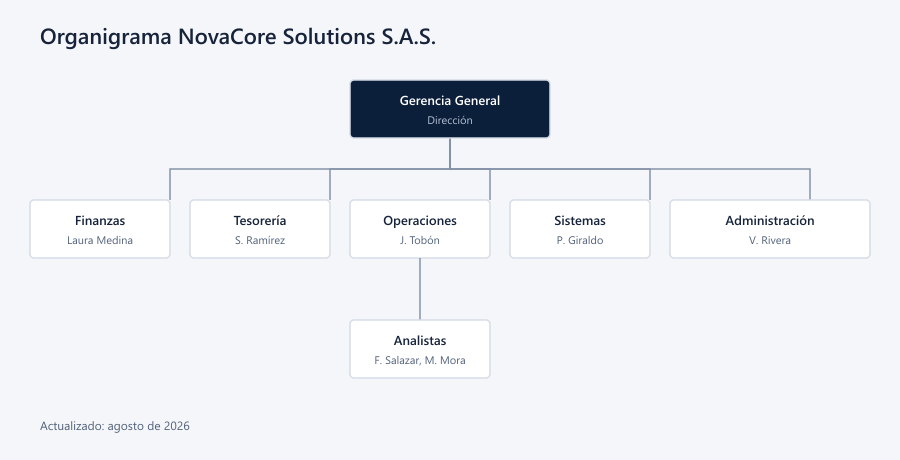 Organigrama NovaCore Solutions S.A.S.
Gerencia General
Dirección
Finanzas
Laura Medina
Tesorería
S. Ramírez
Operaciones
J. Tobón
Sistemas
P. Giraldo
Administración
V. Rivera
Analistas
F. Salazar, M. Mora
Actualizado: agosto de 2026